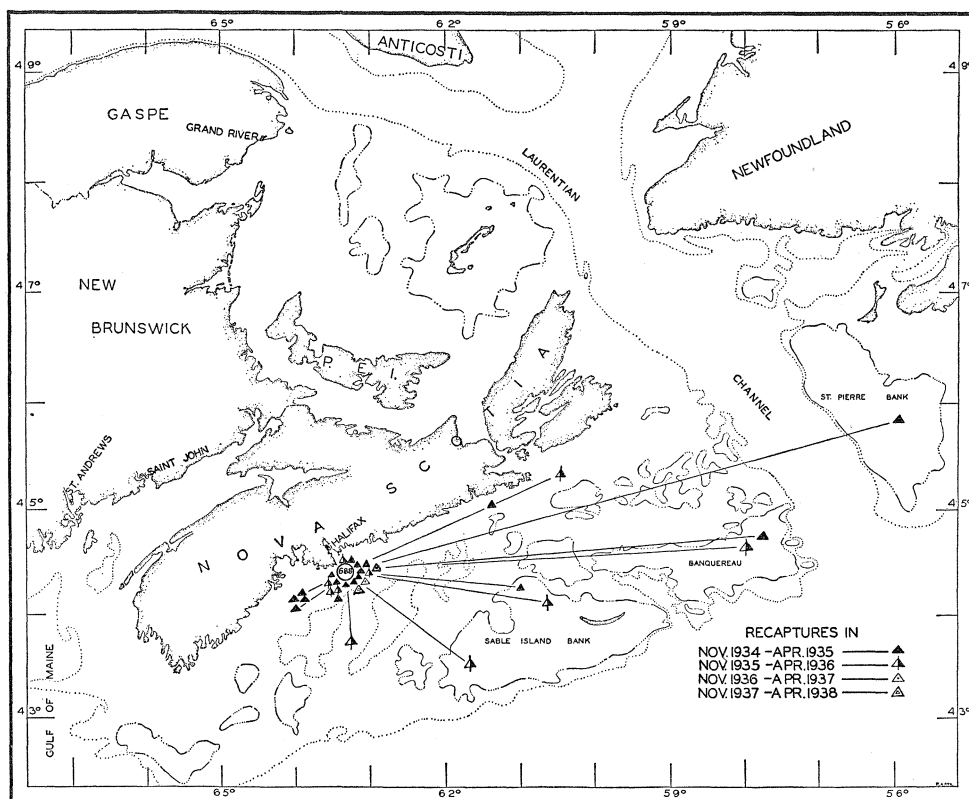 65° 62° 59° 56°
ANTICOSTI
49° 49°
GASPE
GRAND RIVER
NEWFOUNDLAND
LAURENTIAN
47° 47°
NEW
BRUNSWICK
P. E. I.
CHANNEL
ST. PIERRE BANK
ST. ANDREWS
SAINT JOHN
NOVA SCOTIA
45° 45°
HALIFAX
688
BANQUEREAU
SABLE ISLAND BANK
RECAPTURES IN
NOV. 1934 – APR. 1935
NOV. 1935 – APR. 1936
NOV. 1936 – APR. 1937
NOV. 1937 – APR. 1938
GULF OF MAINE
43° 43°
65° 62° 59° 56°